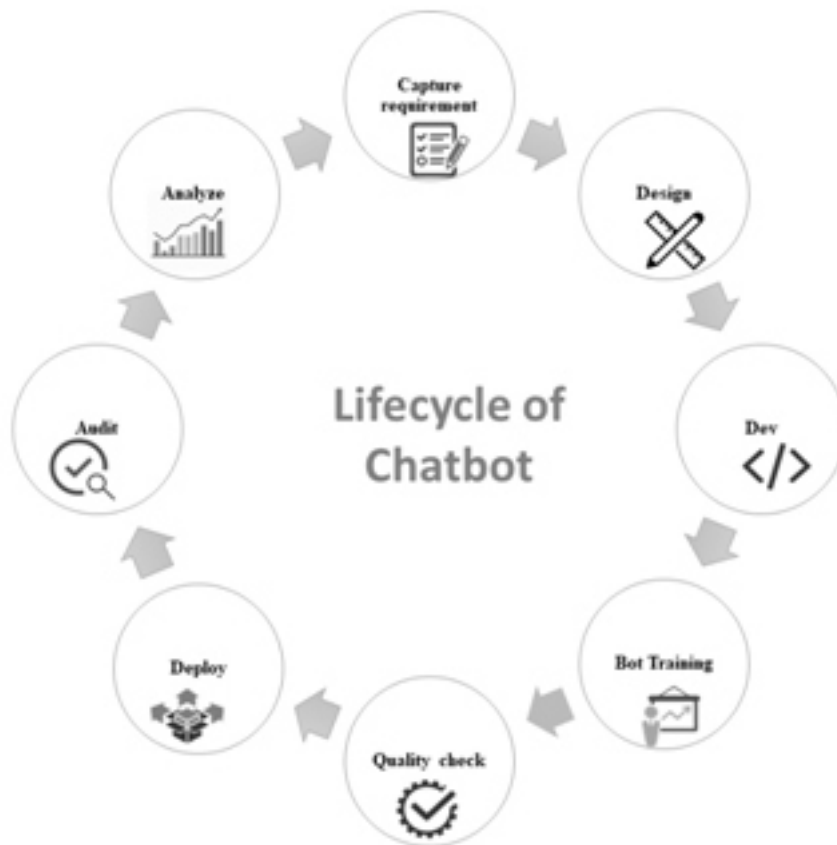 Capture
requirement
Design
Dev
Bot Training
Quality check
Deploy
Audit
Analyze
Lifecycle of
Chatbot